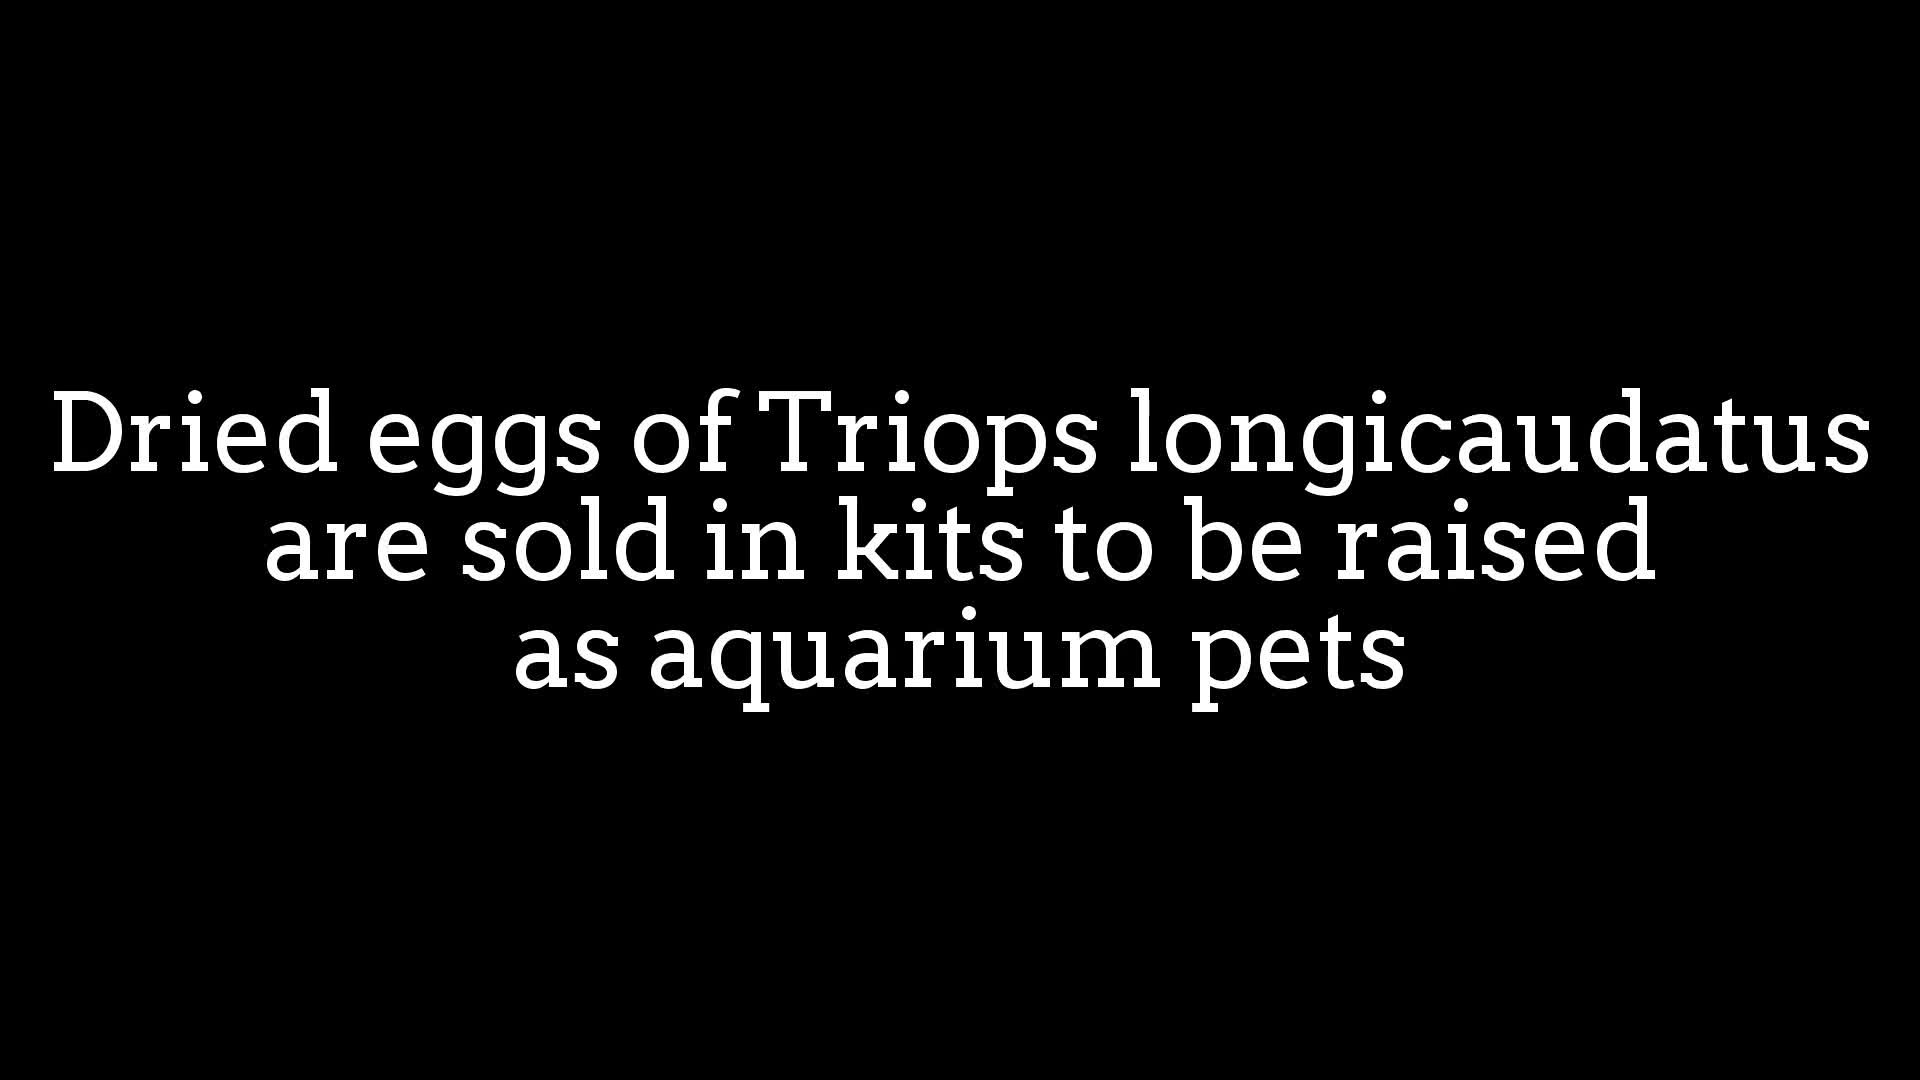 Dried eggs of Triops longicaudatus
are sold in kits to be raised
as aquarium pets